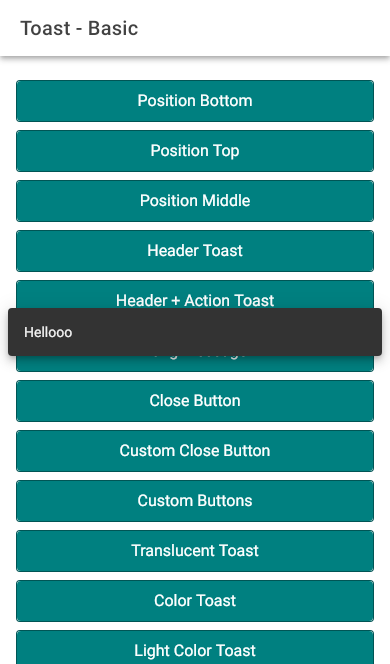 Toast - Basic
Position Bottom
Position Top
Position Middle
Header Toast
Header + Action Toast
Hellooo
Close Button
Custom Close Button
Custom Buttons
Translucent Toast
Color Toast
Light Color Toast